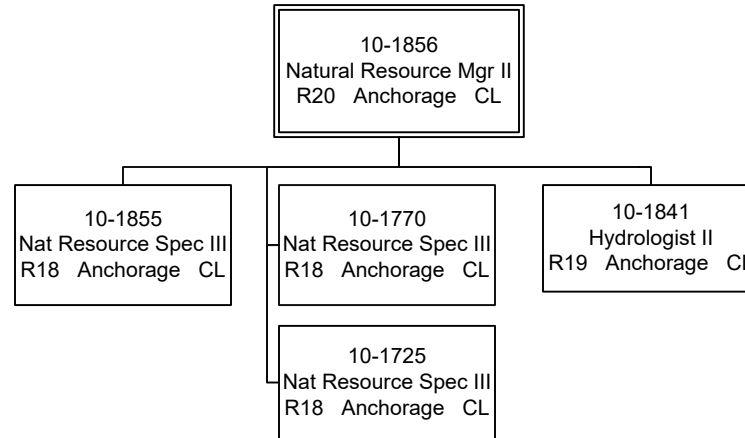 10-1856
Natural Resource Mgr II
R20 Anchorage CL
10-1855
Nat Resource Spec III
R18 Anchorage CL
10-1770
Nat Resource Spec III
R18 Anchorage CL
10-1841
Hydrologist II
R19 Anchorage CL
10-1725
Nat Resource Spec III
R18 Anchorage CL